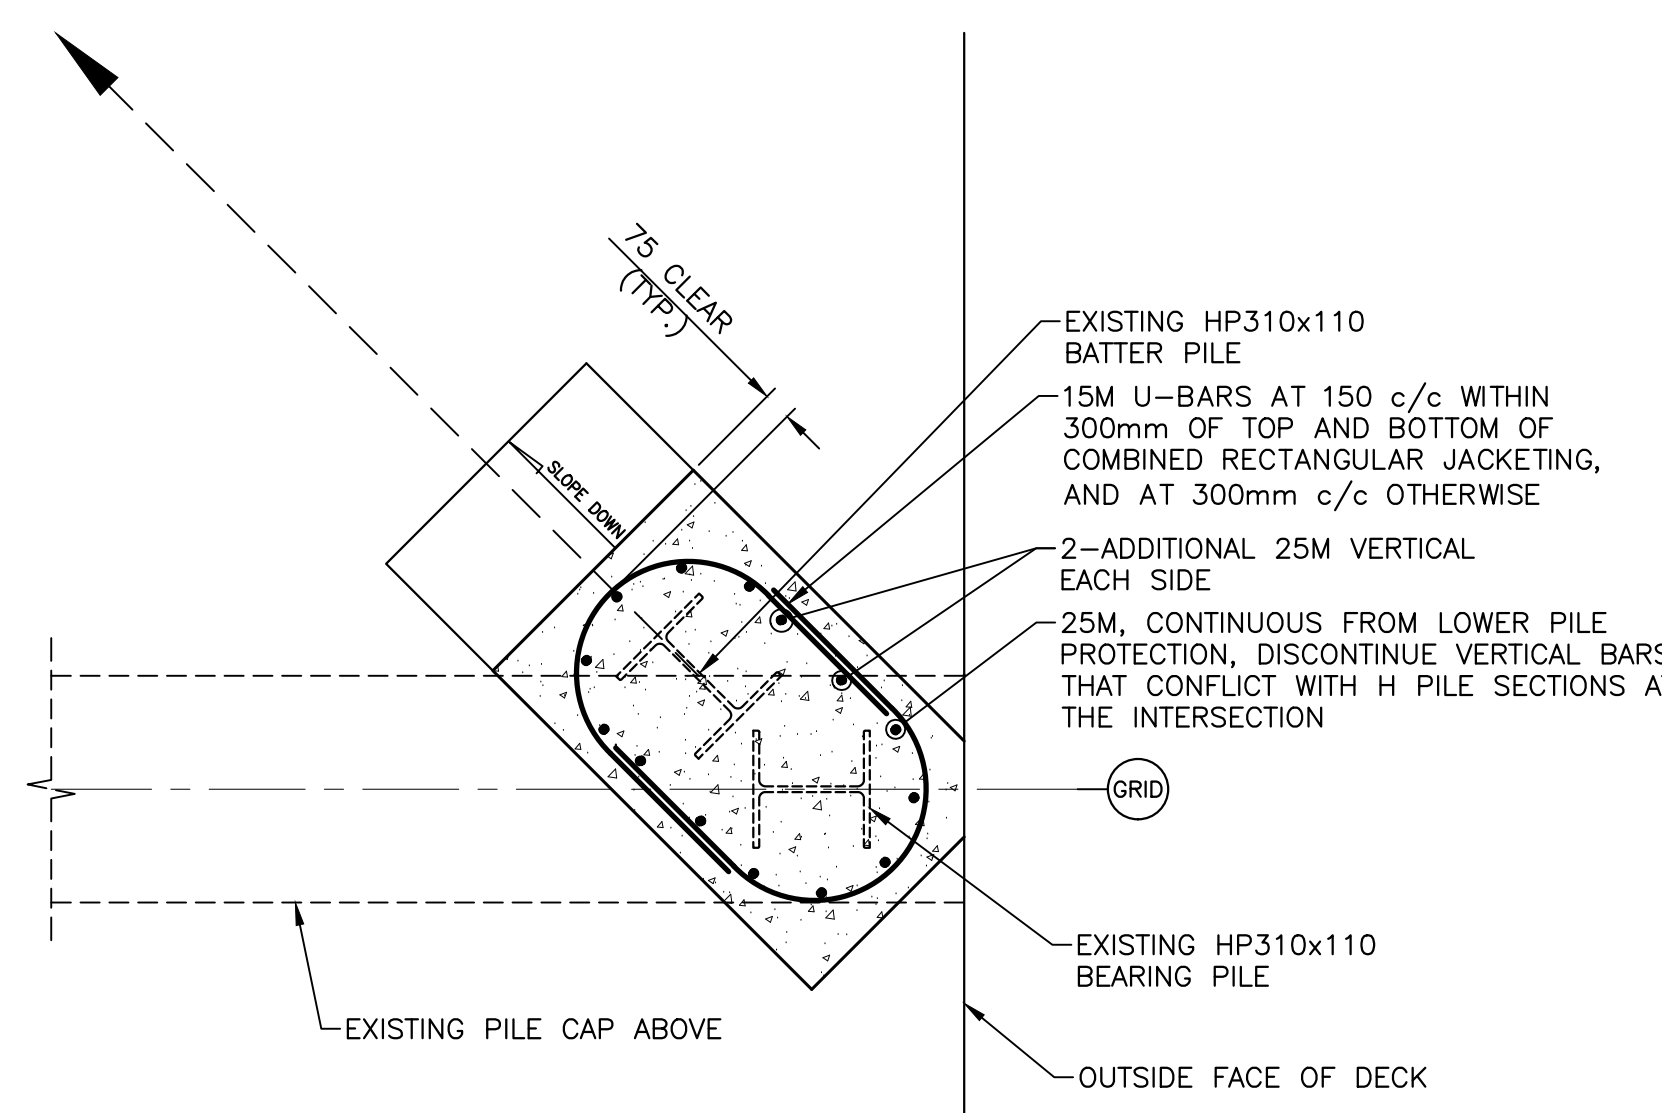 75 CLEAR
(TYP.)
SLOPE DOWN
EXISTING HP310x110
BATTER PILE
15M U-BARS AT 150 c/c WITHIN
300mm OF TOP AND BOTTOM OF
COMBINED RECTANGULAR JACKETING,
AND AT 300mm c/c OTHERWISE
2-ADDITIONAL 25M VERTICAL
EACH SIDE
25M, CONTINUOUS FROM LOWER PILE
PROTECTION, DISCONTINUE VERTICAL BARS
THAT CONFLICT WITH H PILE SECTIONS
THE INTERSECTION
GRID
EXISTING HP310x110
BEARING PILE
EXISTING PILE CAP ABOVE
OUTSIDE FACE OF DECK